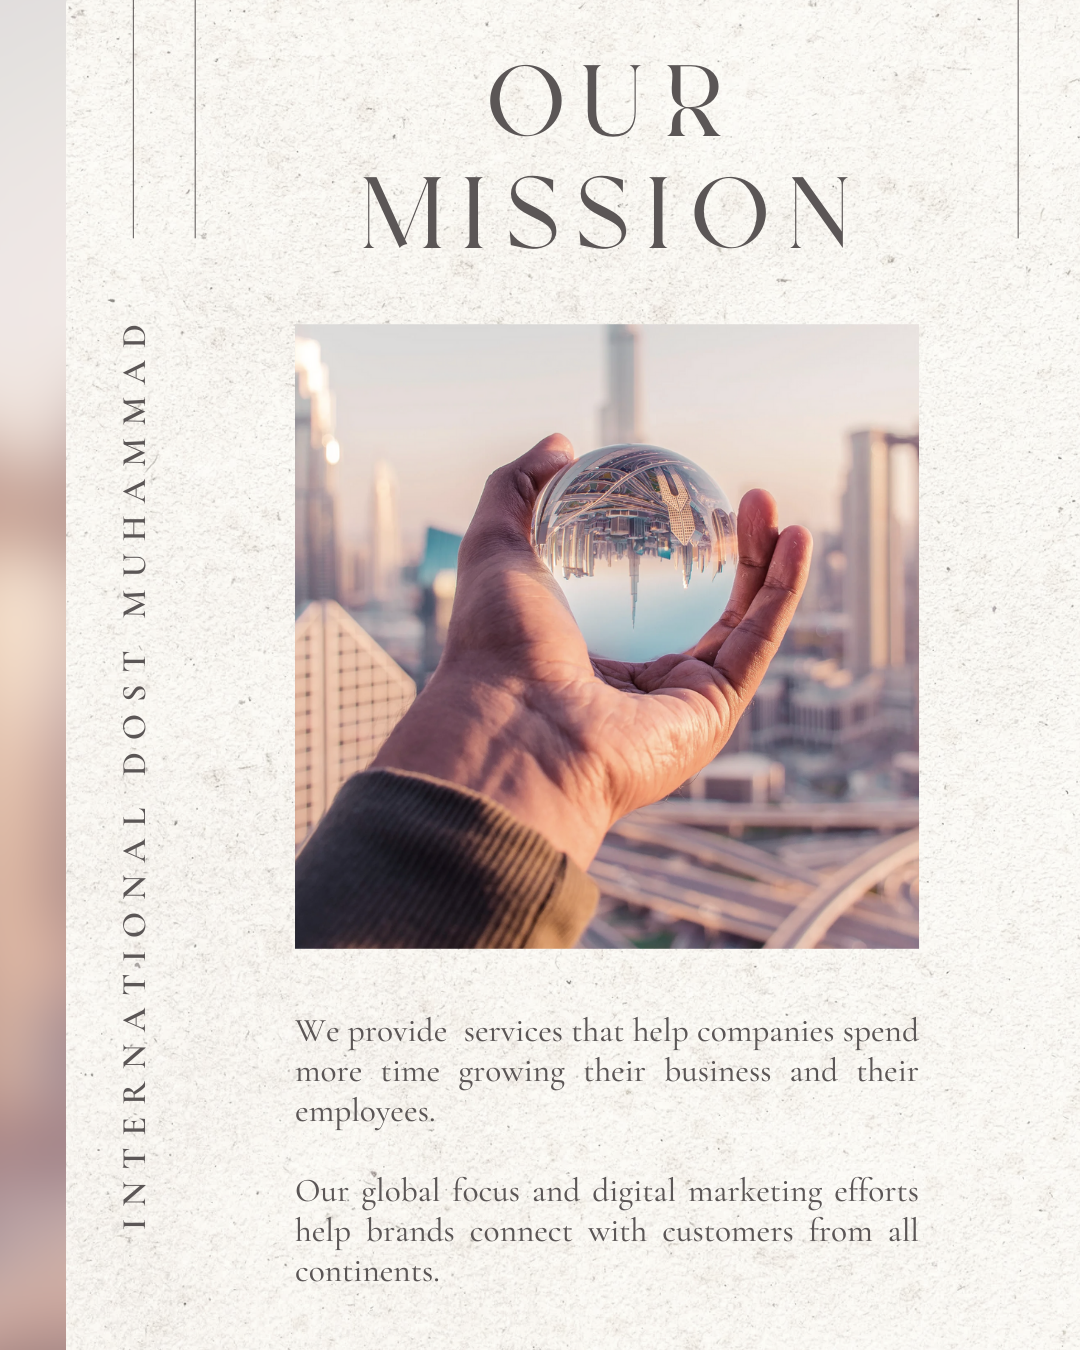 OUR
MISSION
INTERNATIONAL DOST MUHAMMAD
We provide  services that help companies spend
more time growing their business and their
employees.
Our global focus and digital marketing efforts
help brands connect with customers from all
continents.